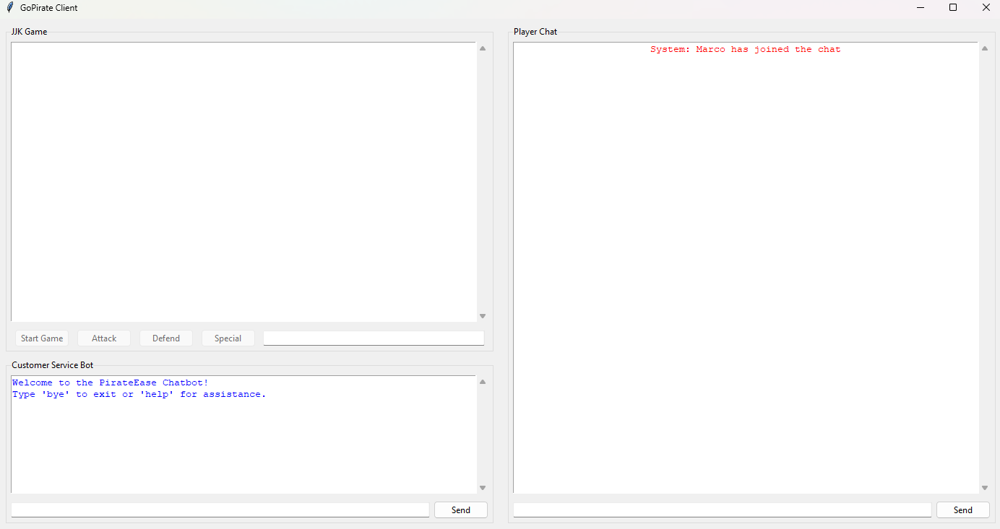 GoPirate Client
JJK Game
Start Game
Attack
Defend
Special
Customer Service Bot
Welcome to the PirateEase Chatbot!
Type 'bye' to exit or 'help' for assistance.
Send
Player Chat
System: Marco has joined the chat
Send